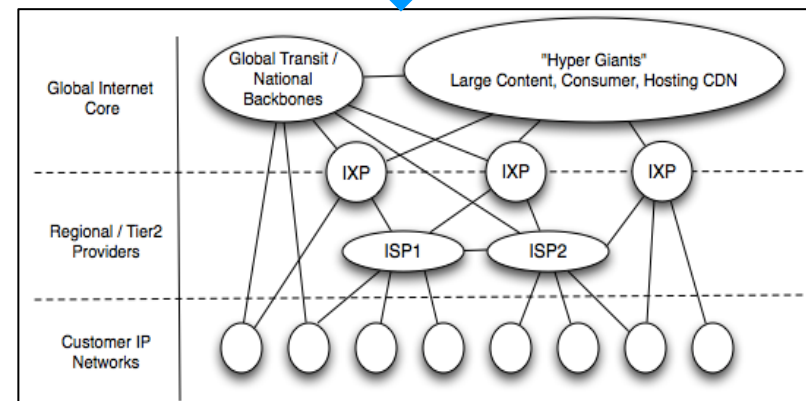 Global Internet
Core
Global Transit /
National
Backbones
"Hyper Giants"
Large Content, Consumer, Hosting CDN
IXP
IXP
IXP
Regional / Tier2
Providers
ISP1
ISP2
Customer IP
Networks